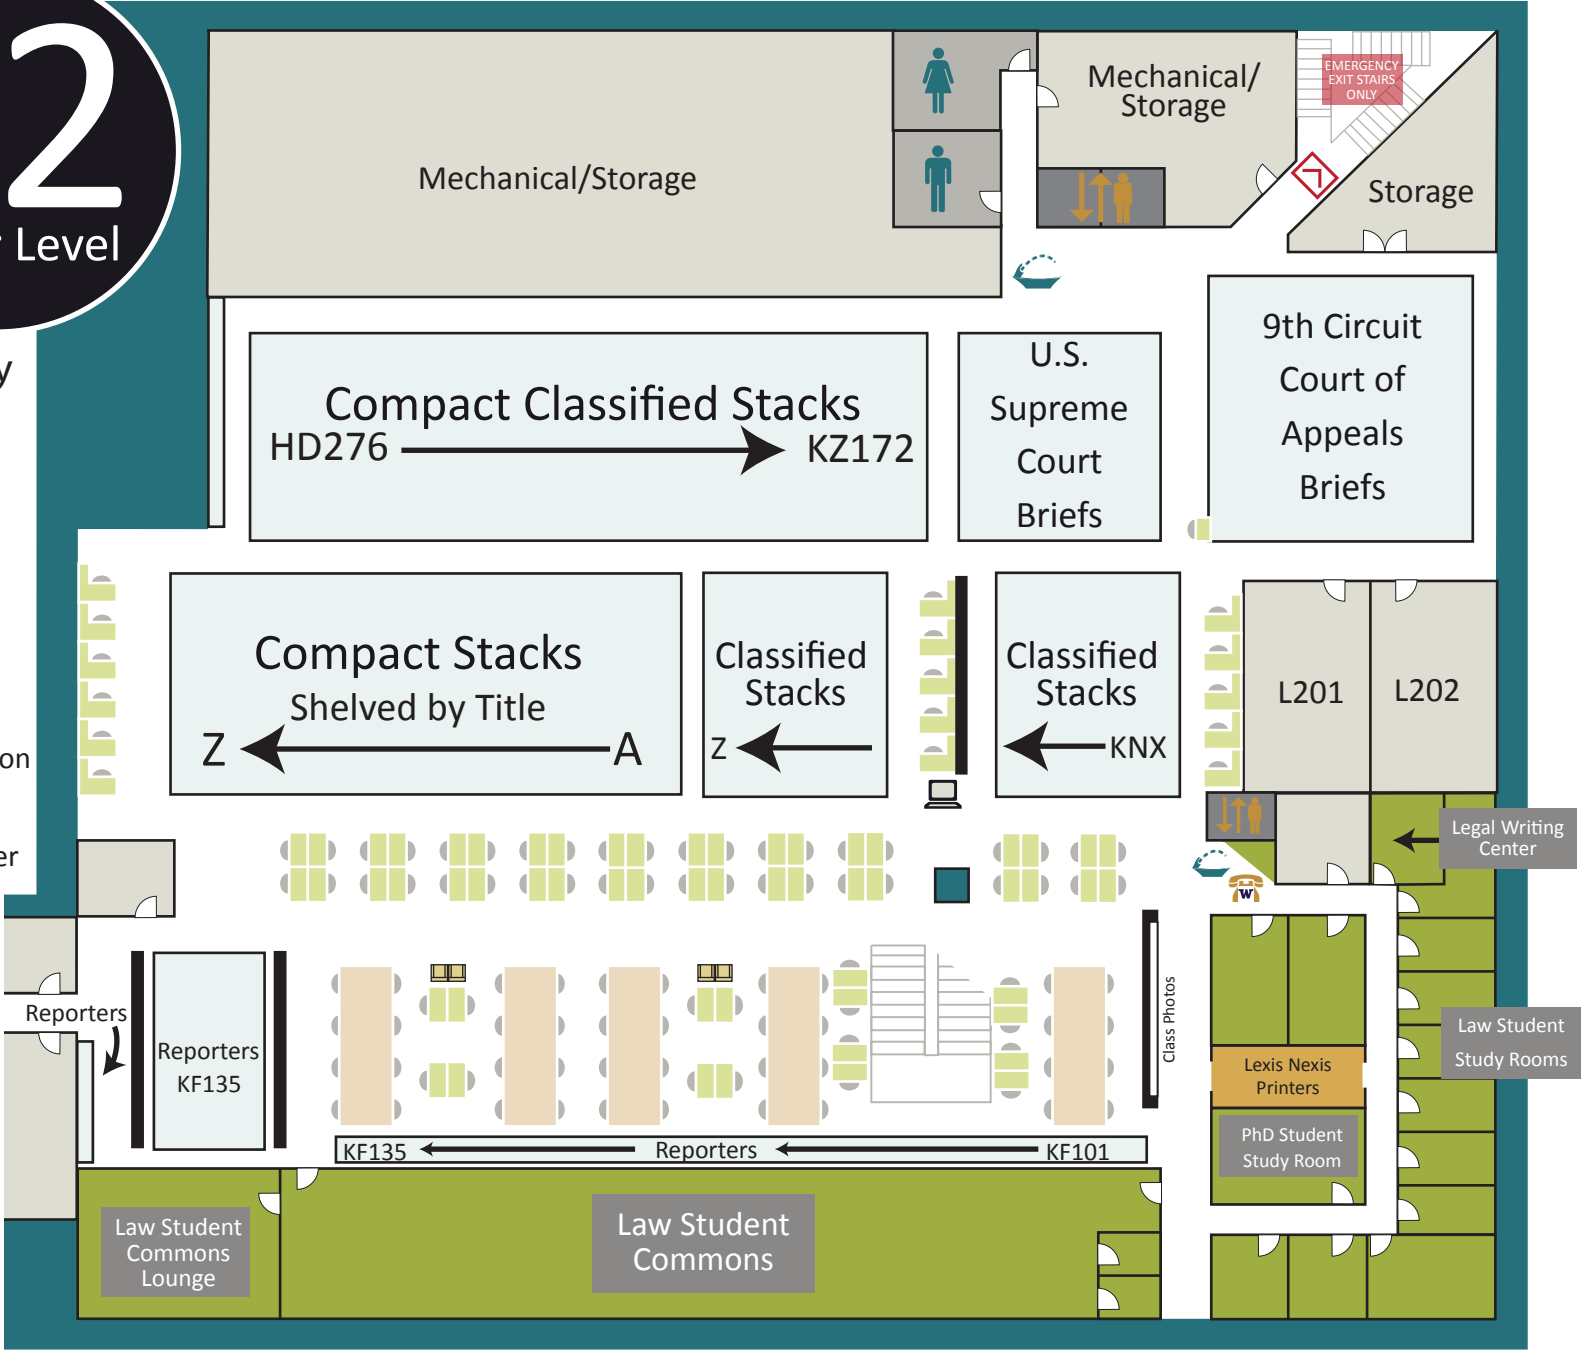 2
Level
y
on
er
Mechanical/Storage
Mechanical/
Storage
EMERGENCY
EXIT STAIRS
ONLY
Storage
Compact Classified Stacks
HD276
KZ172
U.S.
Supreme
Court
Briefs
9th Circuit
Court of
Appeals
Briefs
Compact Stacks
Shelved by Title
Z
A
Classified
Stacks
Z
Classified
Stacks
KNX
L201
L202
Legal Writing
Center
W
Class Photos
Reporters
Reporters
KF135
Lexis Nexis
Printers
PhD Student
Study Room
Law Student
Study Rooms
KF135
Reporters
KF101
Law Student
Commons
Lounge
Law Student
Commons